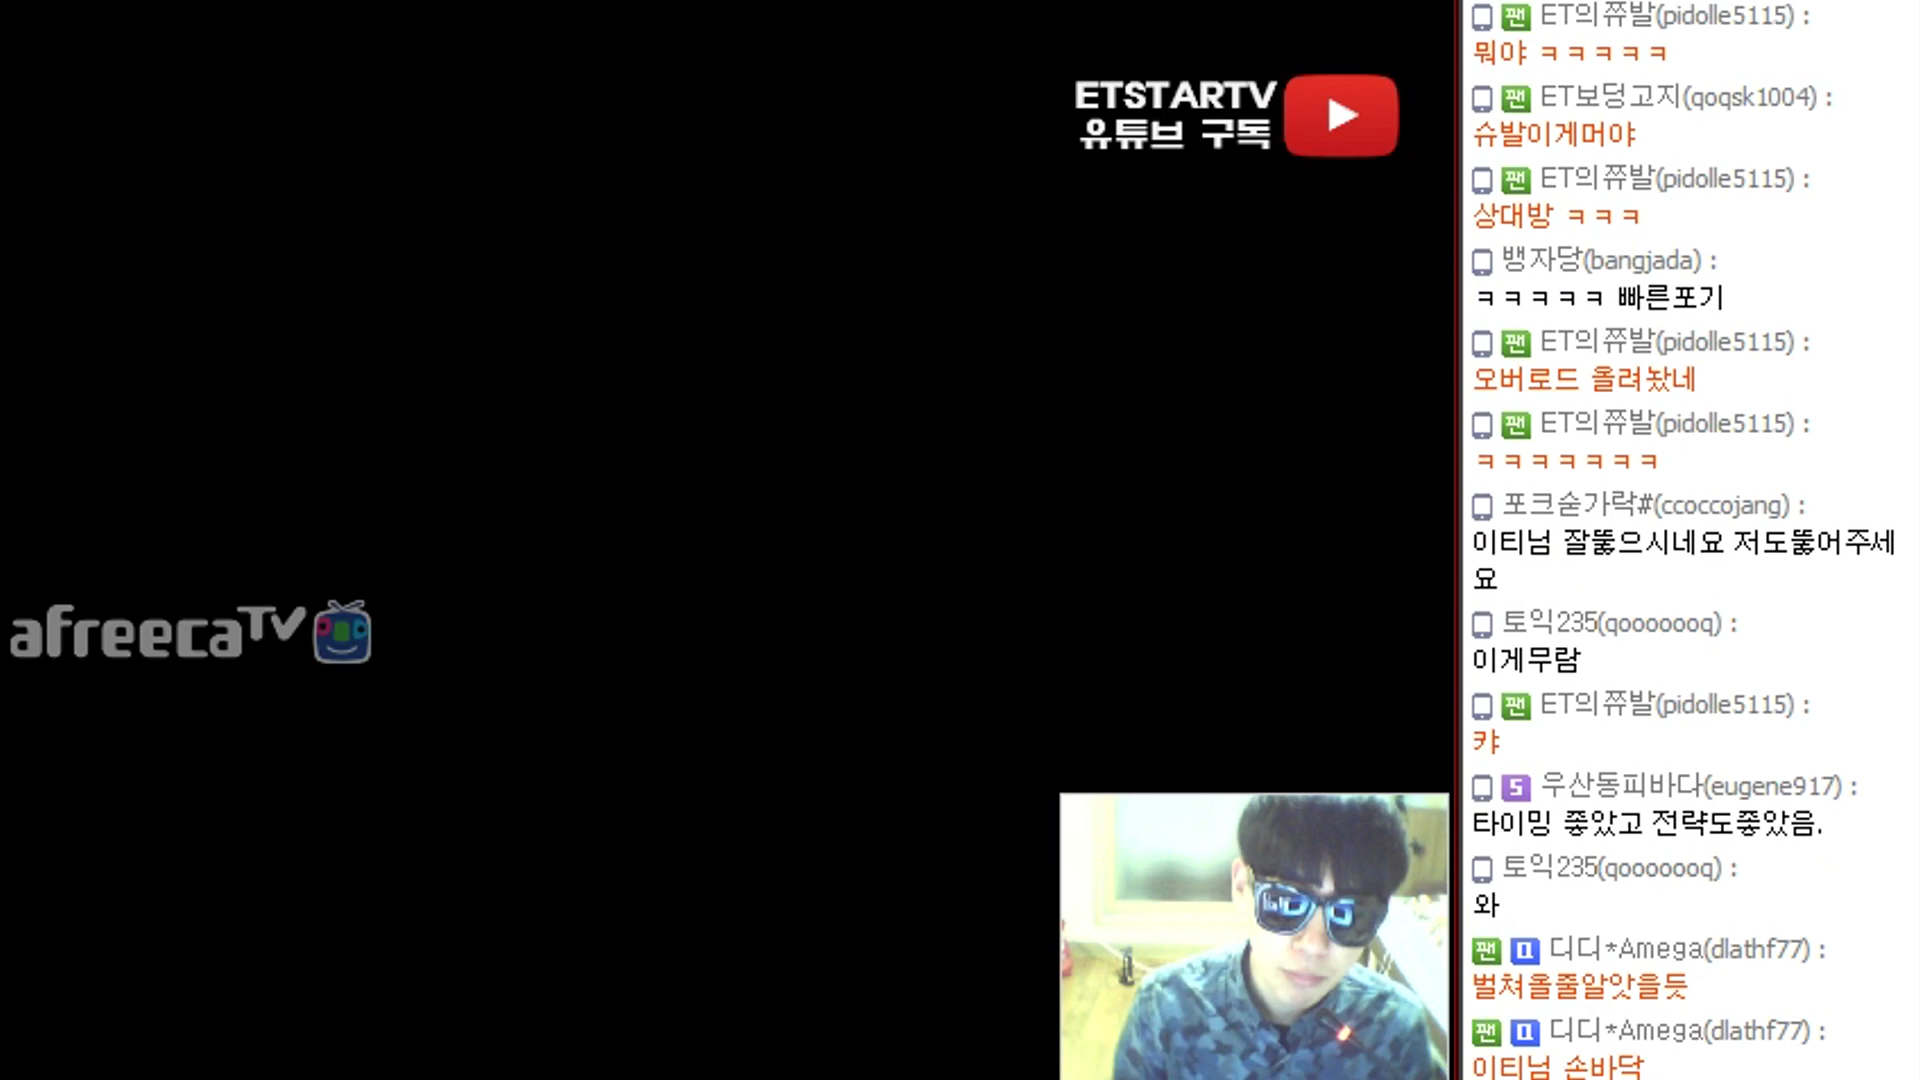 ETSTARTV
유튜브 구독
afreecaTV
팬 ET의쮸발(pidolle5115) :
뭐야 ㅋㅋㅋㅋㅋ
팬 ET보덩고지(qoqsk1004) :
슈발이게머야
팬 ET의쮸발(pidolle5115) :
상대방 ㅋㅋㅋ
뱅자당(bangjada) :
ㅋㅋㅋㅋㅋ 빠른포기
팬 ET의쮸발(pidolle5115) :
오버로드 올려놨네
팬 ET의쮸발(pidolle5115) :
ㅋㅋㅋㅋㅋㅋㅋ
포크숟가락#(ccoccojang) :
이티넘 잘뚫으시네요 저도뚫어주세
요
토익235(qooooooq) :
이게무람
팬 ET의쮸발(pidolle5115) :
캬
S 우산동피바다(eugene917) :
타이밍 좋았고 전략도좋았음.
토익235(qooooooq) :
와
팬 디디*Amega(dlathf77) :
벌쳐올줄알앗을듯
팬 디디*Amega(dlathf77) :
이티넘 손바닥